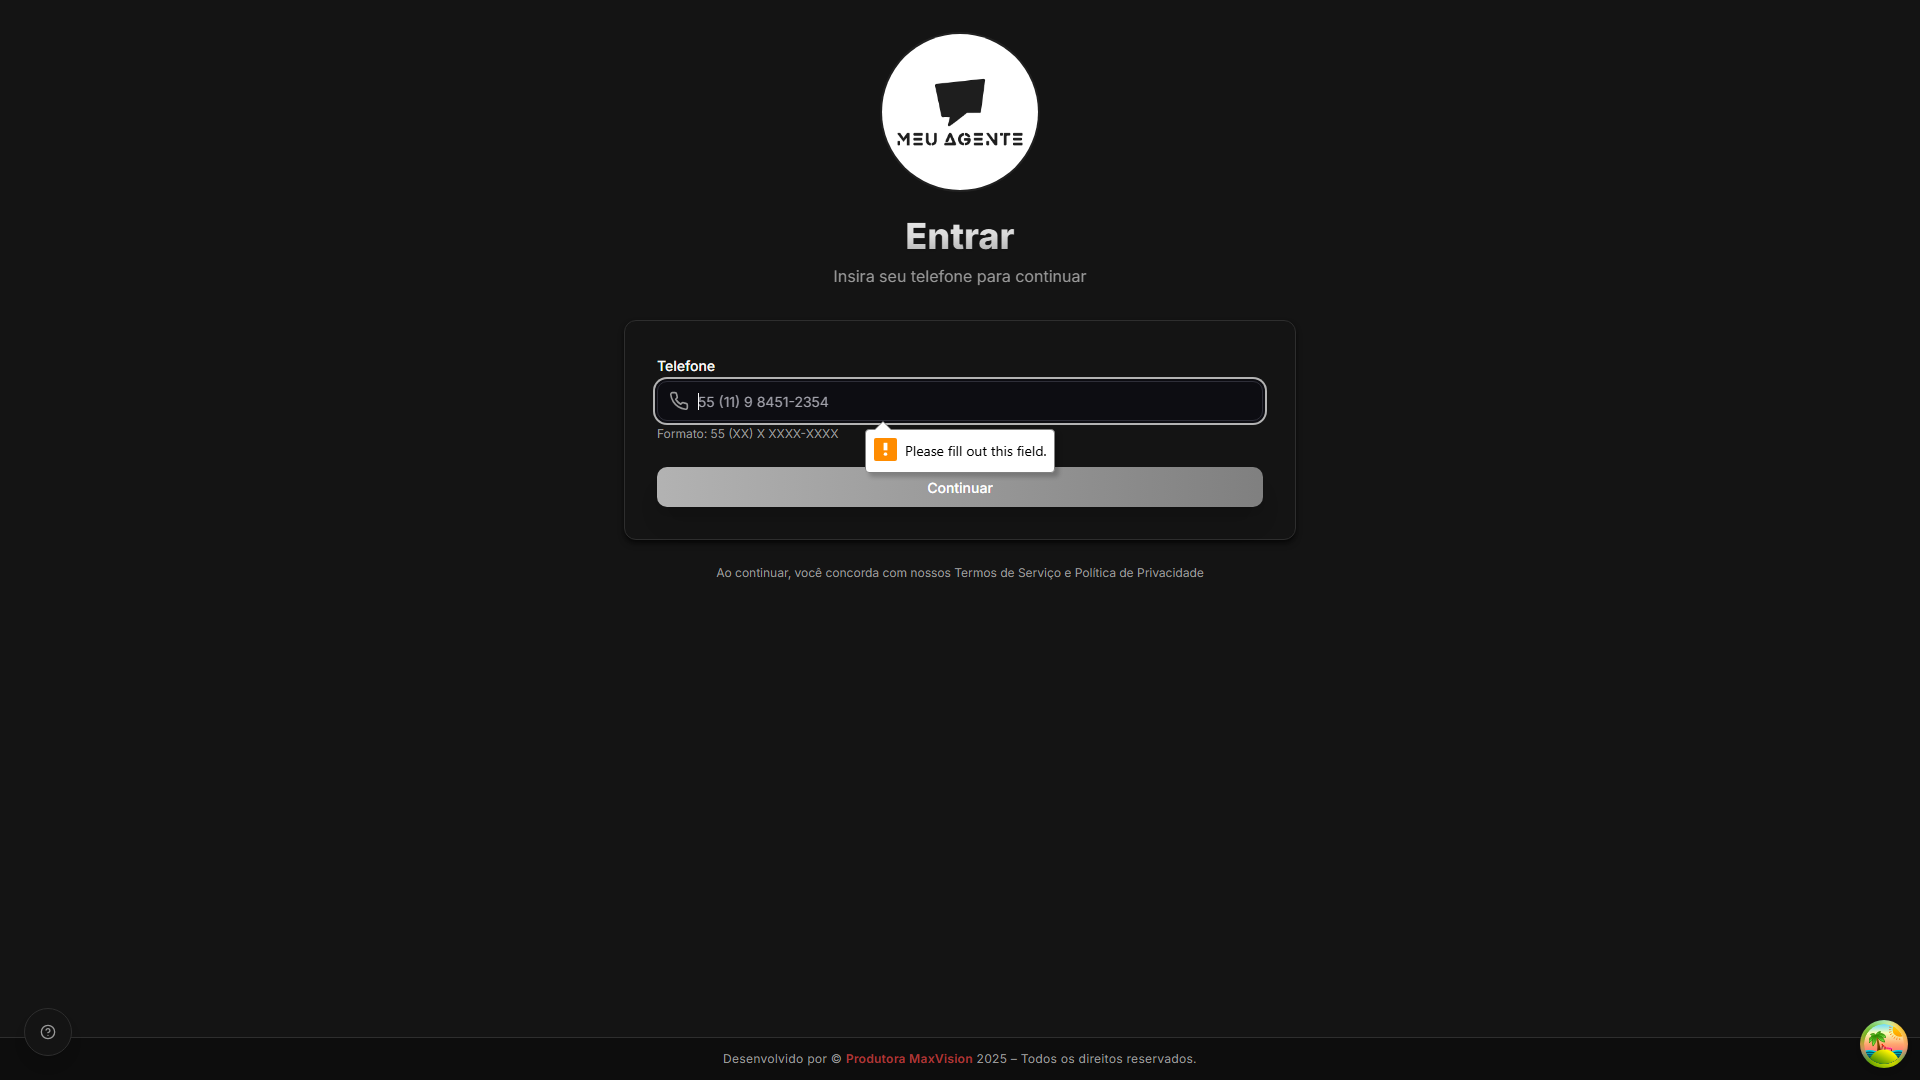 MEU AGENTE
Entrar
Insira seu telefone para continuar
Telefone
55 (11) 9 8451-2354
Formato: 55 (XX) X XXXX-XXXX
Please fill out this field.
Continuar
Ao continuar, você concorda com nossos Termos de Serviço e Política de Privacidade
Desenvolvido por © Produtora MaxVision 2025 – Todos os direitos reservados.